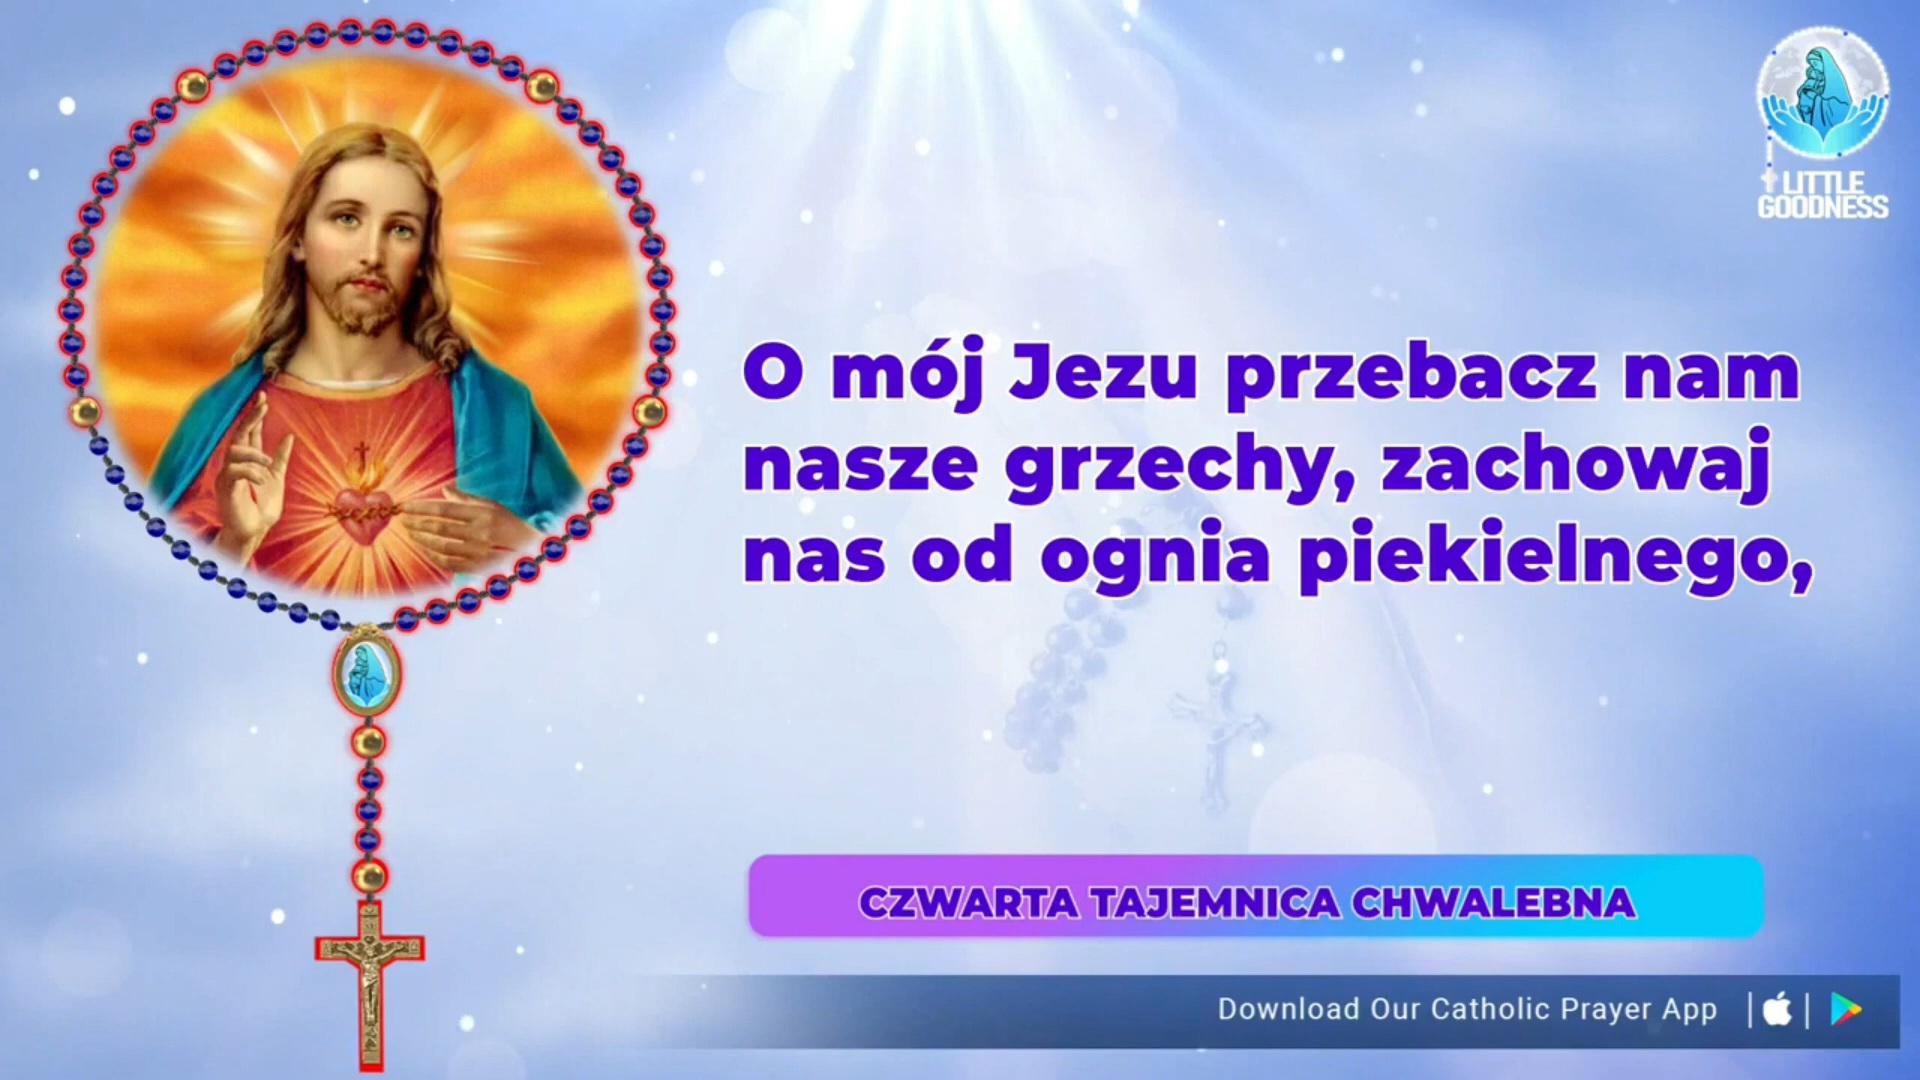 LITTLE
GOODNESS
O mój Jezu przebacz nam
nasze grzechy, zachowaj
nas od ognia piekielnego,
CZWARTA TAJEMNICA CHWALEBNA
Download Our Catholic Prayer App